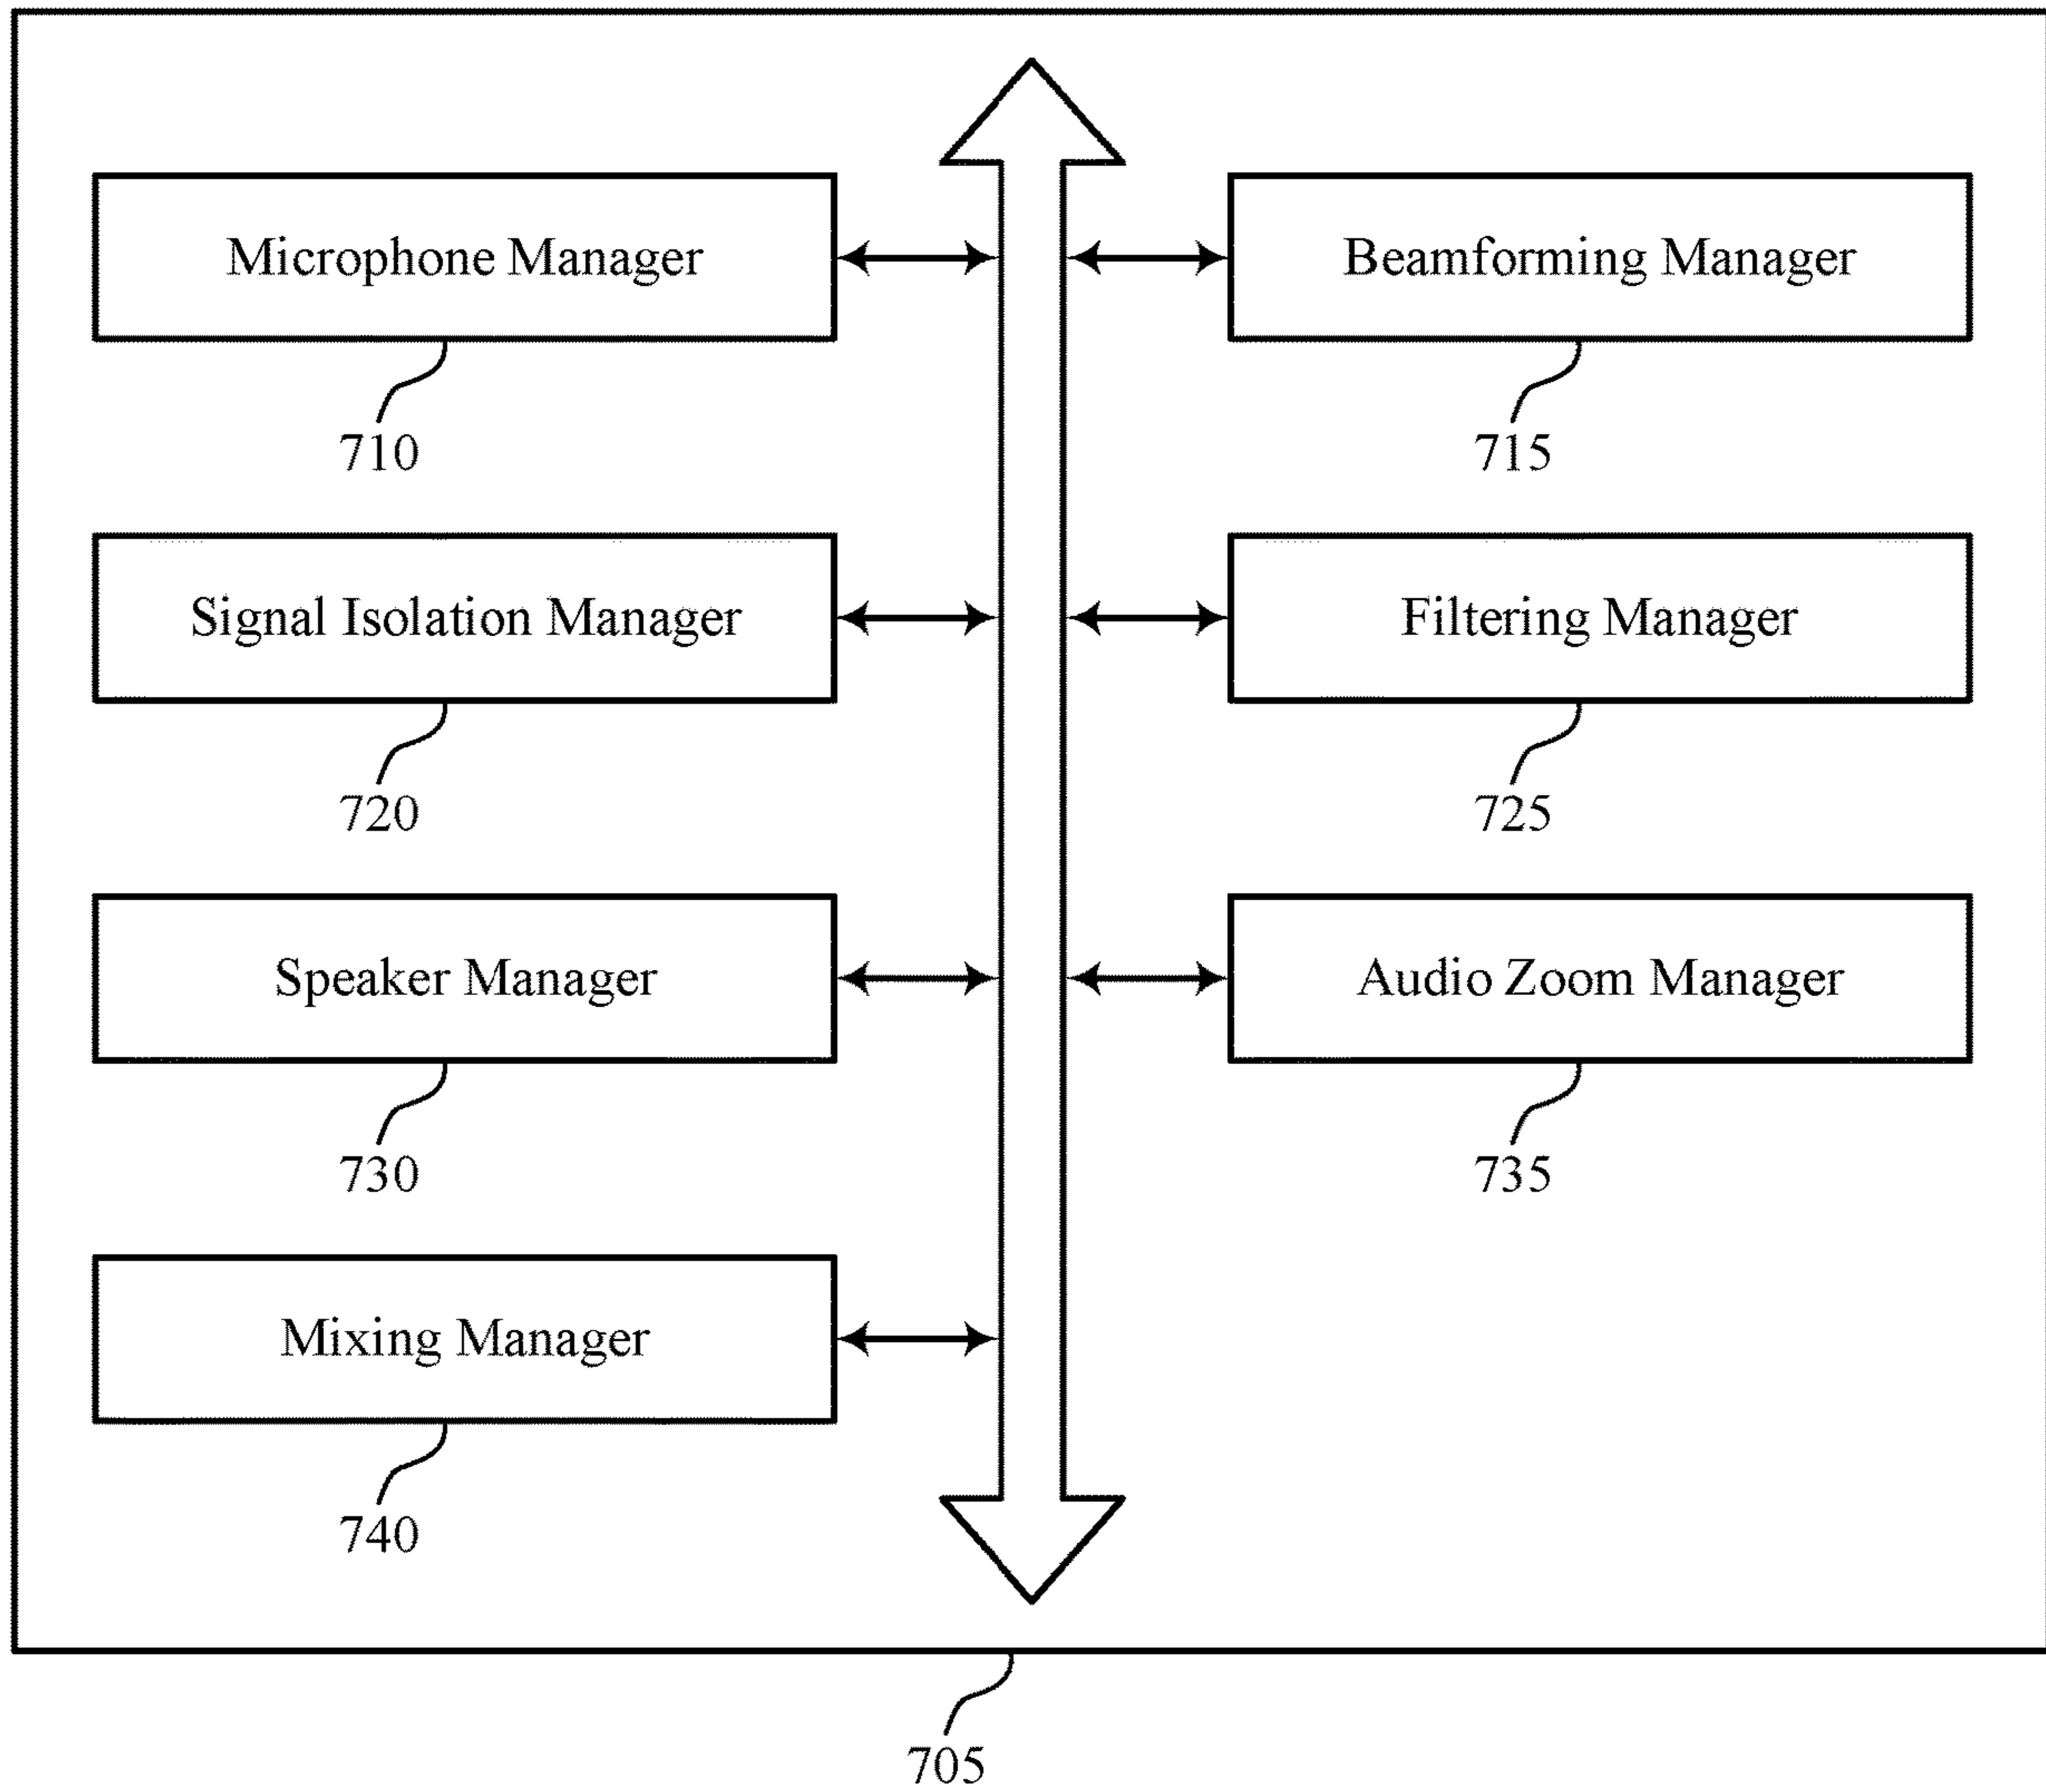 Microphone Manager
710
Beamforming Manager
715
Signal Isolation Manager
720
Filtering Manager
725
Speaker Manager
730
Audio Zoom Manager
735
Mixing Manager
740
705